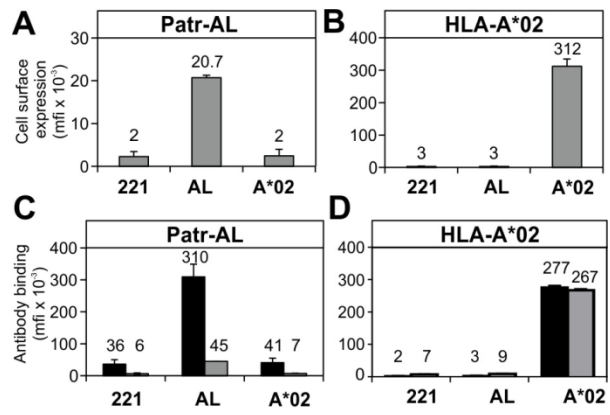 A
Patr-AL
Cell surface
expression
(mfi x 10⁻³)
30
20
10
0
2
20.7
2
221
AL
A*02
B
HLA-A*02
400
300
200
100
0
3
3
312
221
AL
A*02
C
Patr-AL
Antibody binding
(mfi x 10⁻³)
400
300
200
100
0
36
6
310
45
41
7
221
AL
A*02
D
HLA-A*02
400
300
200
100
0
2
7
3
9
277
267
221
AL
A*02